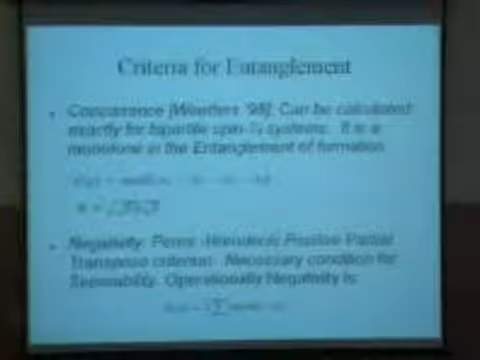 Criteria for Entanglement
Concurrence [Wootters '98]. Can be calculated
exactly for bipartite spin-½ systems. It is a
monotone in the Entanglement of formation
Negativity: Peres-Horodecki Positive Partial
Transpose criterion. Necessary condition for
Separability. Operationally Negativity is: